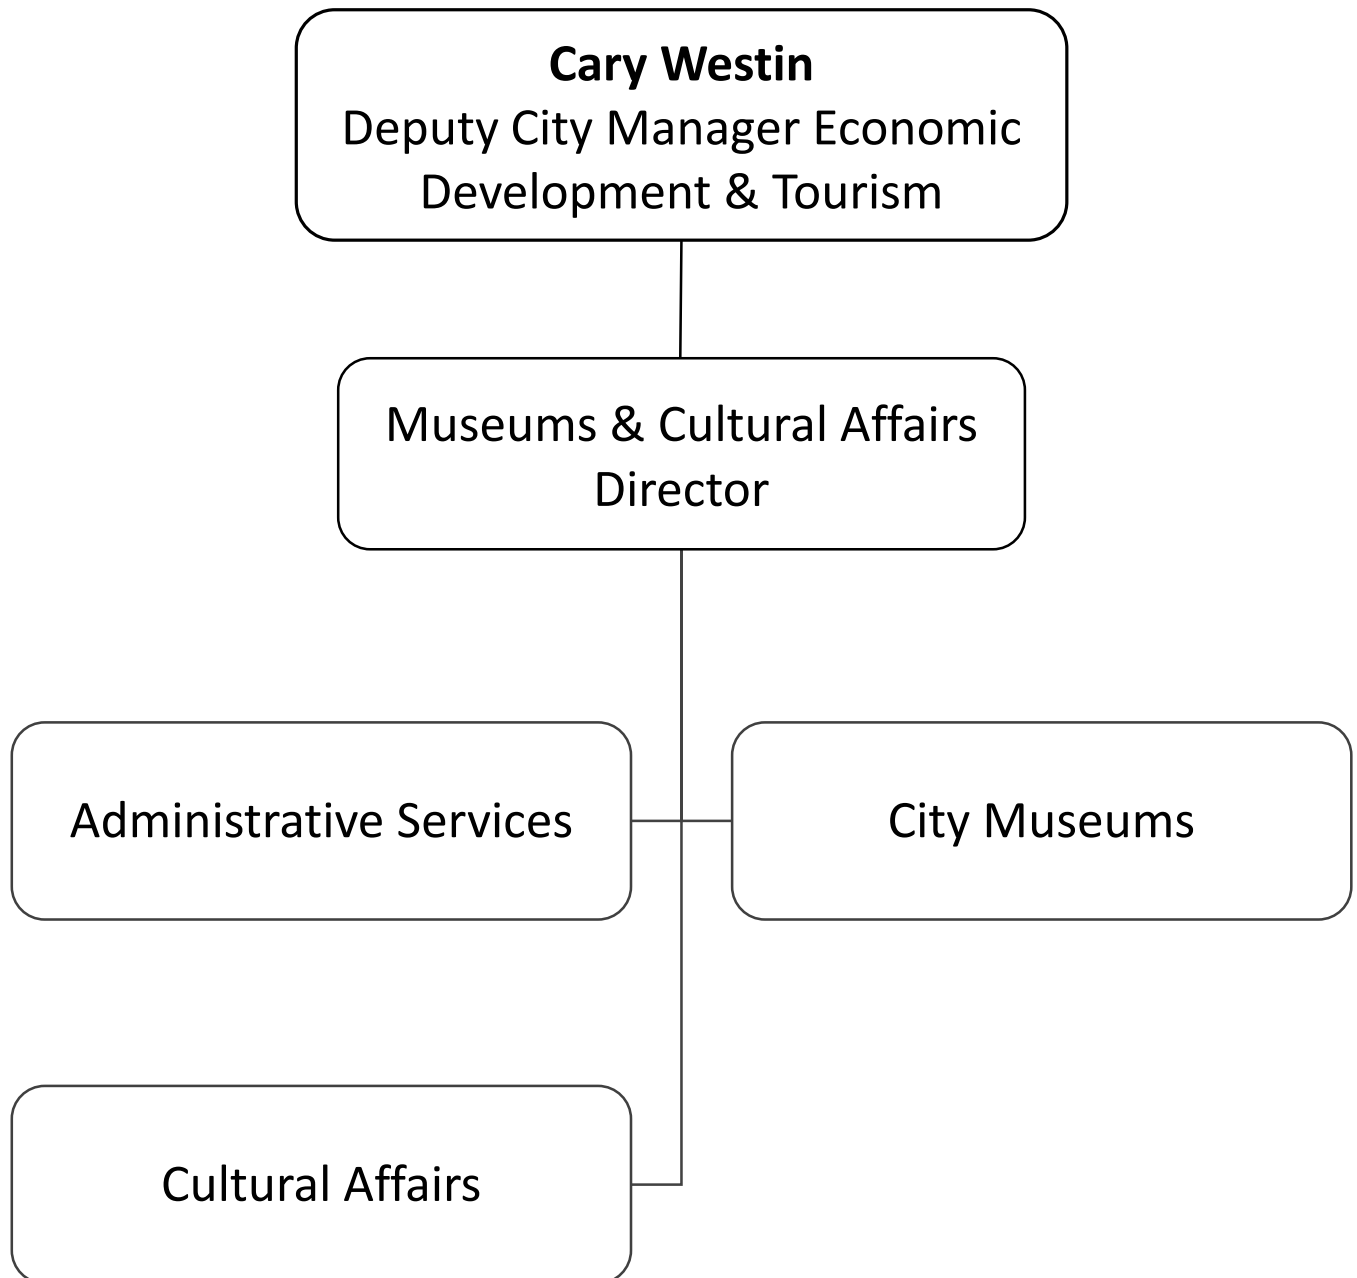 Cary Westin
Deputy City Manager Economic
Development & Tourism
Museums & Cultural Affairs
Director
Administrative Services
City Museums
Cultural Affairs